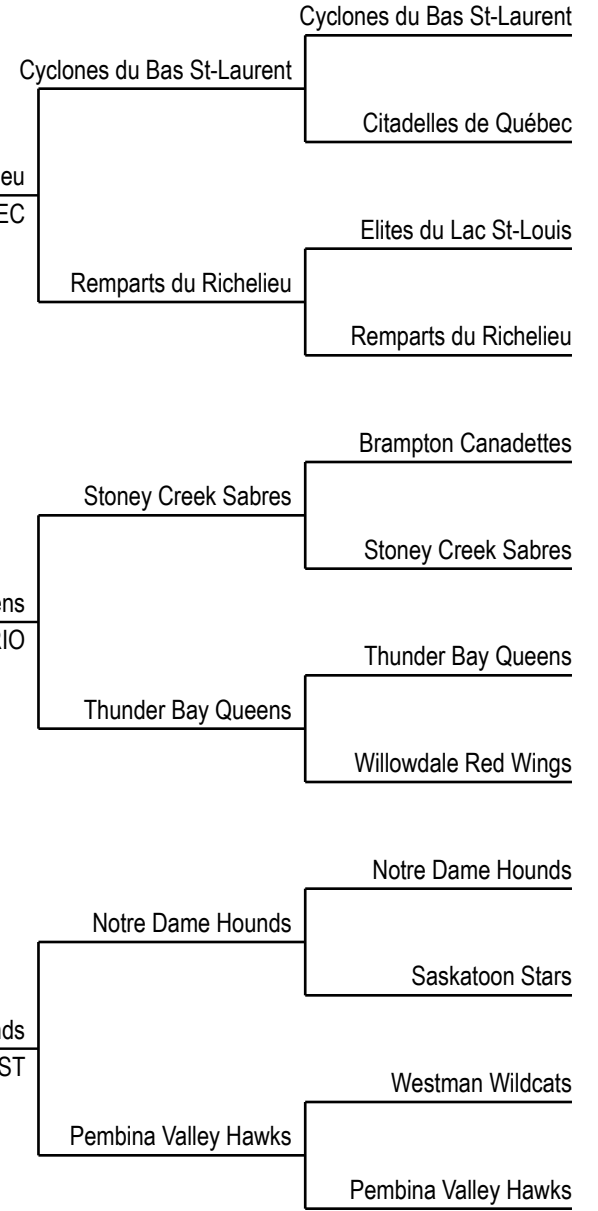 Cyclones du Bas St-Laurent
Cyclones du Bas St-Laurent
Citadelles de Québec
Elites du Lac St-Louis
Remparts du Richelieu
Remparts du Richelieu
Brampton Canadettes
Stoney Creek Sabres
Stoney Creek Sabres
Thunder Bay Queens
Thunder Bay Queens
Willowdale Red Wings
Notre Dame Hounds
Notre Dame Hounds
Saskatoon Stars
Westman Wildcats
Pembina Valley Hawks
Pembina Valley Hawks